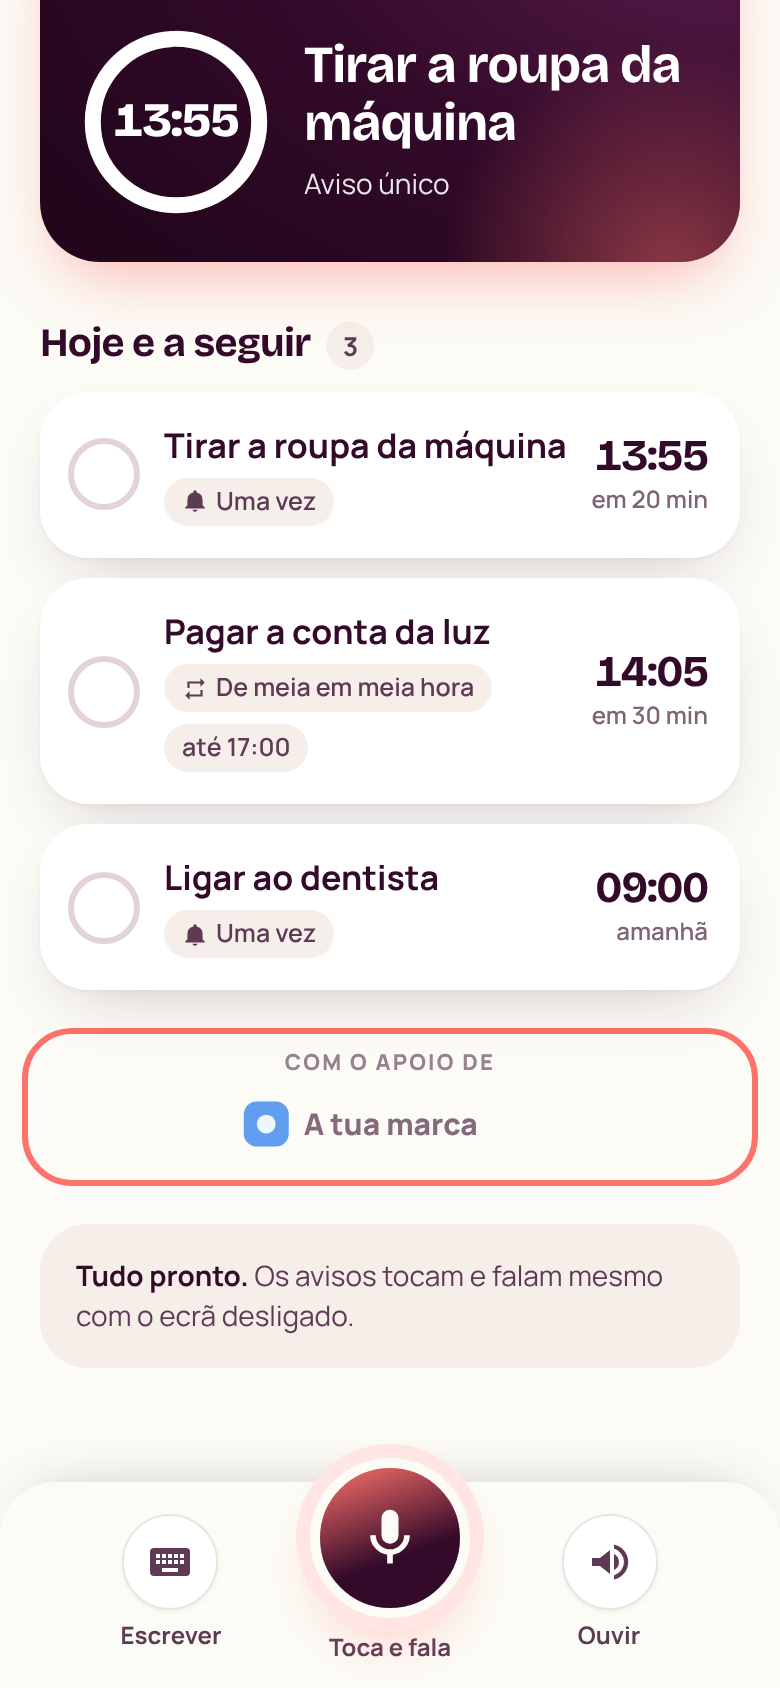 13:55
Tirar a roupa da
máquina
Aviso único
Hoje e a seguir 3
Tirar a roupa da máquina
Uma vez
13:55
em 20 min
Pagar a conta da luz
De meia em meia hora
até 17:00
14:05
em 30 min
Ligar ao dentista
Uma vez
09:00
amanhã
COM O APOIO DE
A tua marca
Tudo pronto. Os avisos tocam e falam mesmo
com o ecrã desligado.
Escrever
Toca e fala
Ouvir